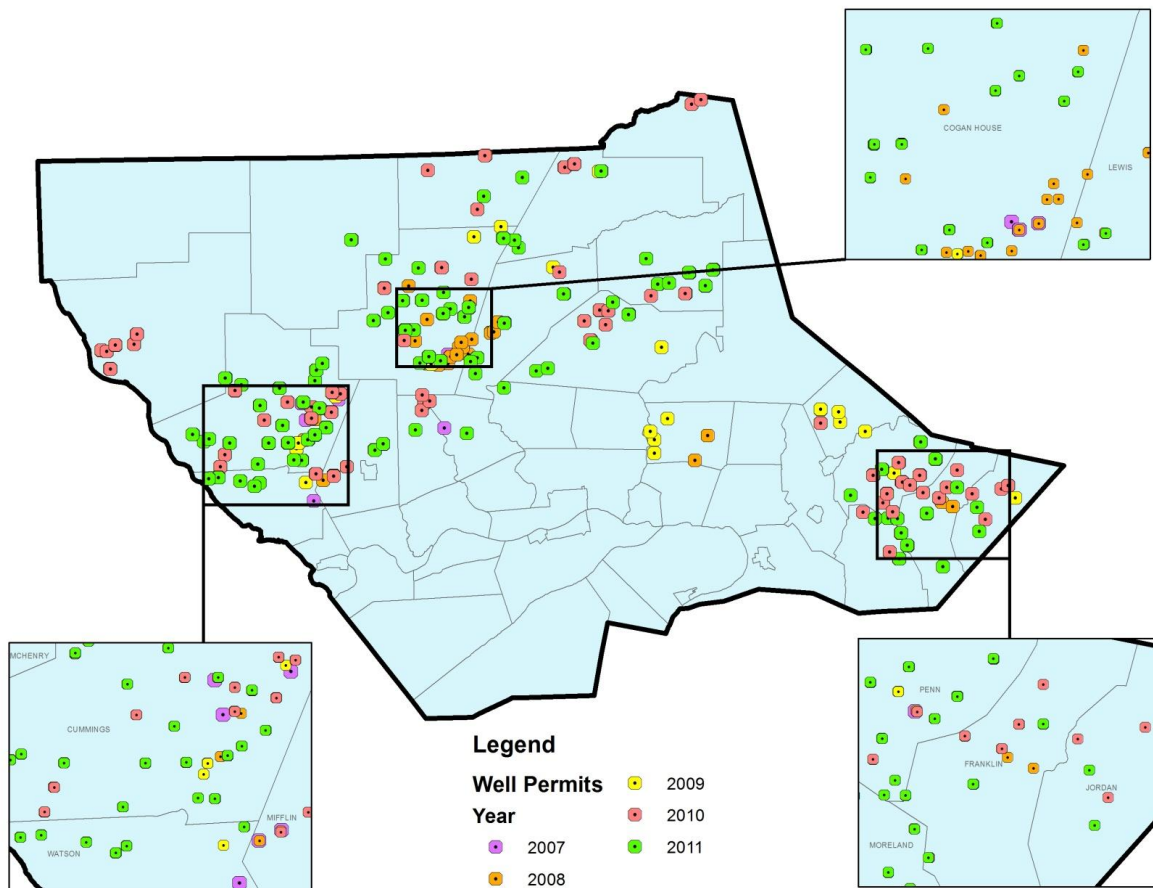 COGAN HOUSE
LEWIS
MCHENRY
CUMMINGS
MIFFLIN
WATSON
Legend
Well Permits
Year
2007
2008
2009
2010
2011
PENN
FRANKLIN
JORDAN
MORELAND